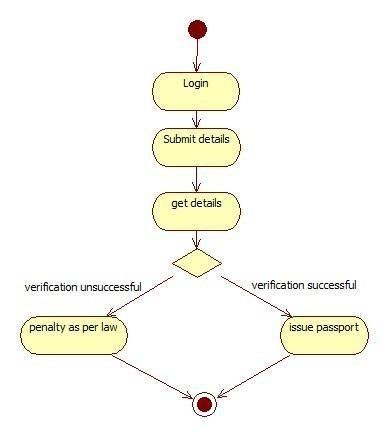 Login
Submit details
get details
verification unsuccessful
verification successful
penalty as per law
issue passport